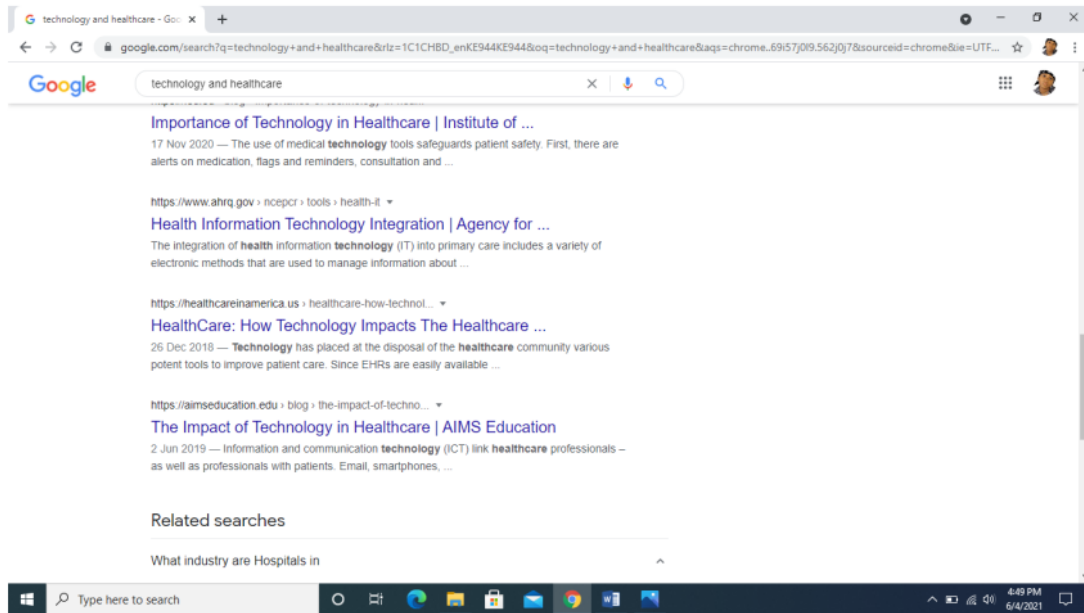 technology and healthcare - Goo
google.com/search?q=technology+and+healthcare&rlz=1C1CHBD_enKE944KE944&oq=technology+and+healthcare&aqs=chrome..69i57j0l9.562j0j7&sourceid=chrome&ie=UTF...
Google
technology and healthcare
Importance of Technology in Healthcare | Institute of ...
17 Nov 2020 — The use of medical technology tools safeguards patient safety. First, there are
alerts on medication, flags and reminders, consultation and ...
https://www.ahrq.gov › ncepcr › tools › health-it
Health Information Technology Integration | Agency for ...
The integration of health information technology (IT) into primary care includes a variety of
electronic methods that are used to manage information about ...
https://healthcareinamerica.us › healthcare-how-technol...
HealthCare: How Technology Impacts The Healthcare ...
26 Dec 2018 — Technology has placed at the disposal of the healthcare community various
potent tools to improve patient care. Since EHRs are easily available ...
https://aimseducation.edu › blog › the-impact-of-techno...
The Impact of Technology in Healthcare | AIMS Education
2 Jun 2019 — Information and communication technology (ICT) link healthcare professionals –
as well as professionals with patients. Email, smartphones, ...
Related searches
What industry are Hospitals in
Type here to search
4:49 PM
6/4/2021